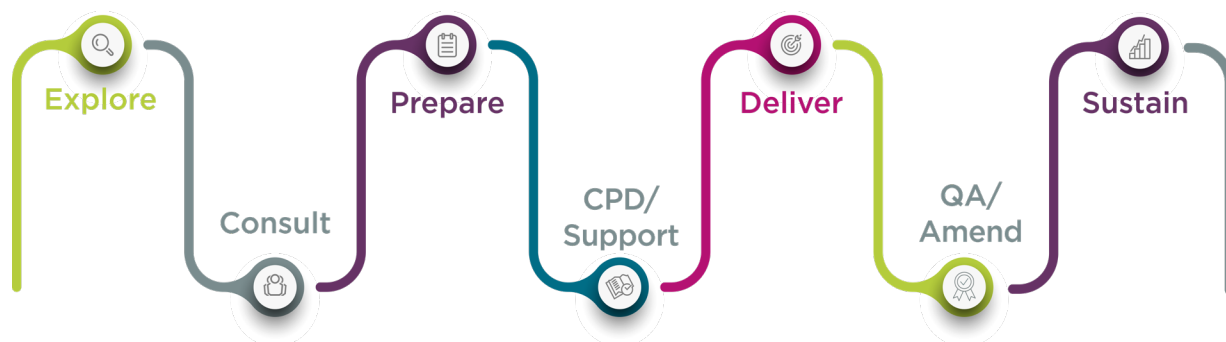 Explore
Consult
Prepare
CPD/
Support
Deliver
QA/
Amend
Sustain